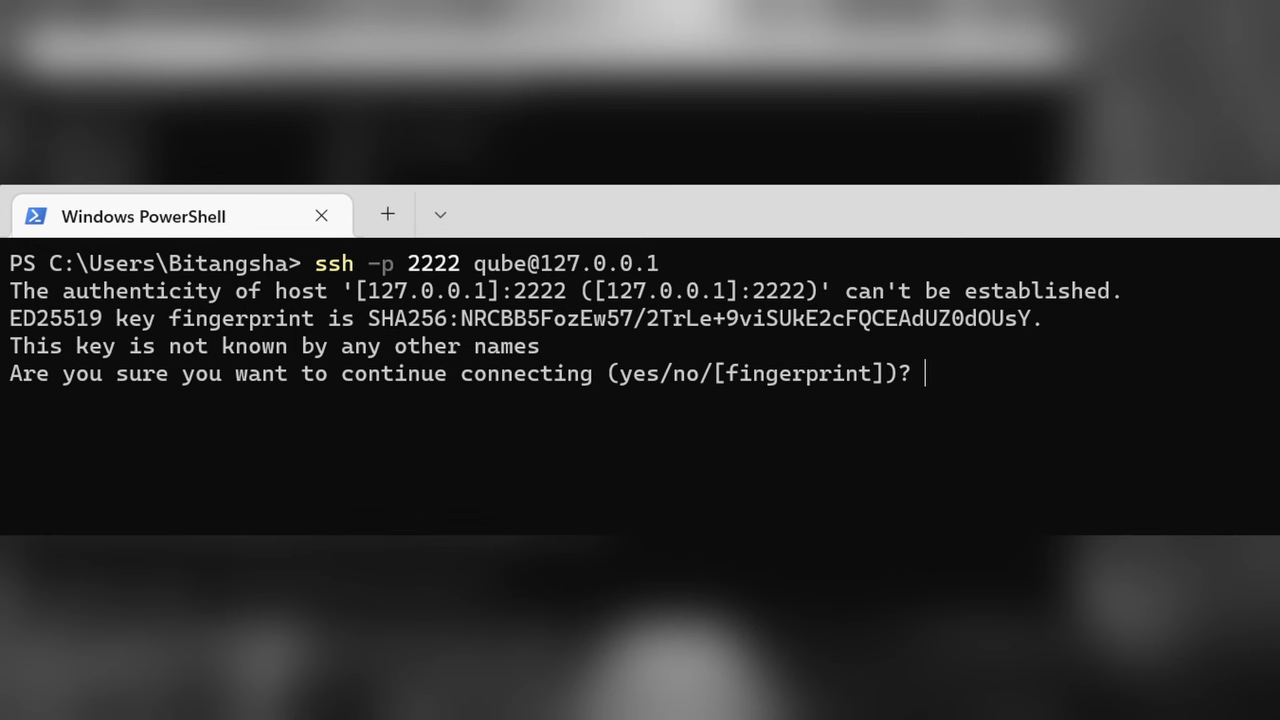 Windows PowerShell
PS C:\Users\Bitangsha> ssh -p 2222 qube@127.0.0.1
The authenticity of host '[127.0.0.1]:2222 ([127.0.0.1]:2222)' can't be established.
ED25519 key fingerprint is SHA256:NRCBB5FozEw57/2TrLe+9viSUkE2cFQCEAdUZ0dOUsY.
This key is not known by any other names
Are you sure you want to continue connecting (yes/no/[fingerprint])?